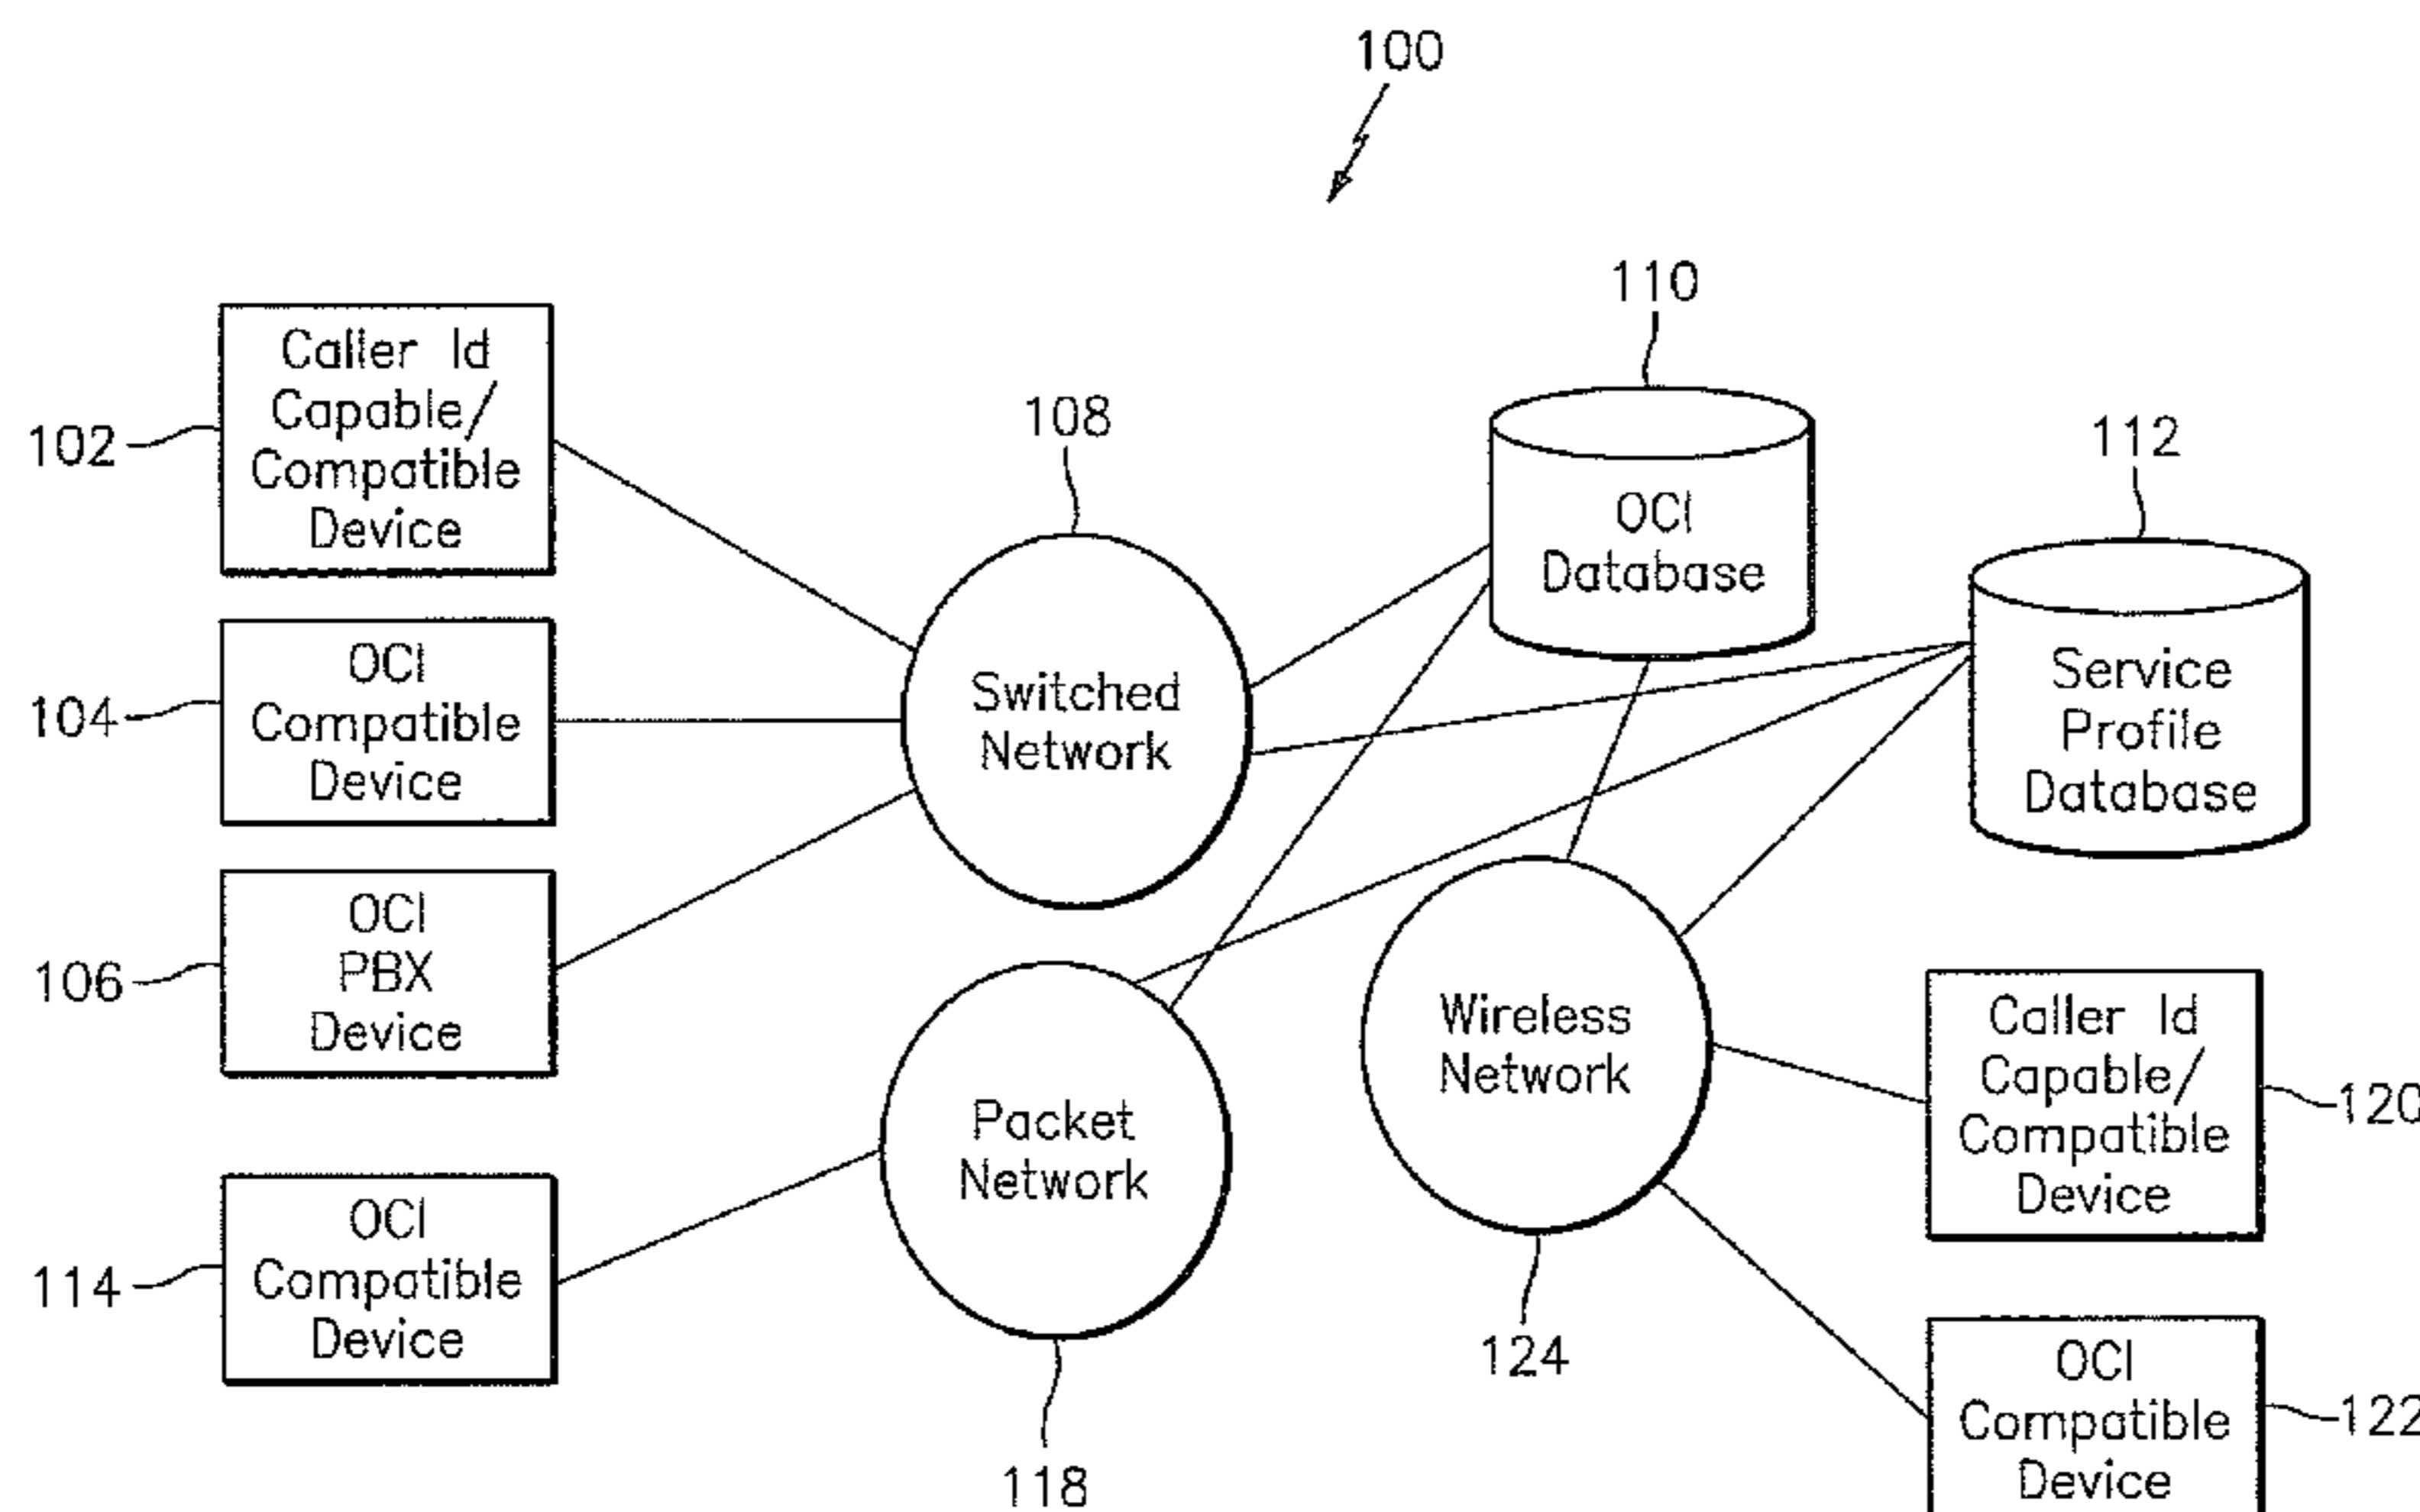 100
110
112
108
102
Caller Id
Capable/
Compatible
Device
OCI
Database
Service
Profile
Database
104
OCI
Compatible
Device
Switched
Network
106
OCI
PBX
Device
Wireless
Network
124
Caller Id
Capable/
Compatible
Device
120
Packet
Network
118
114
OCI
Compatible
Device
OCI
Compatible
Device
122